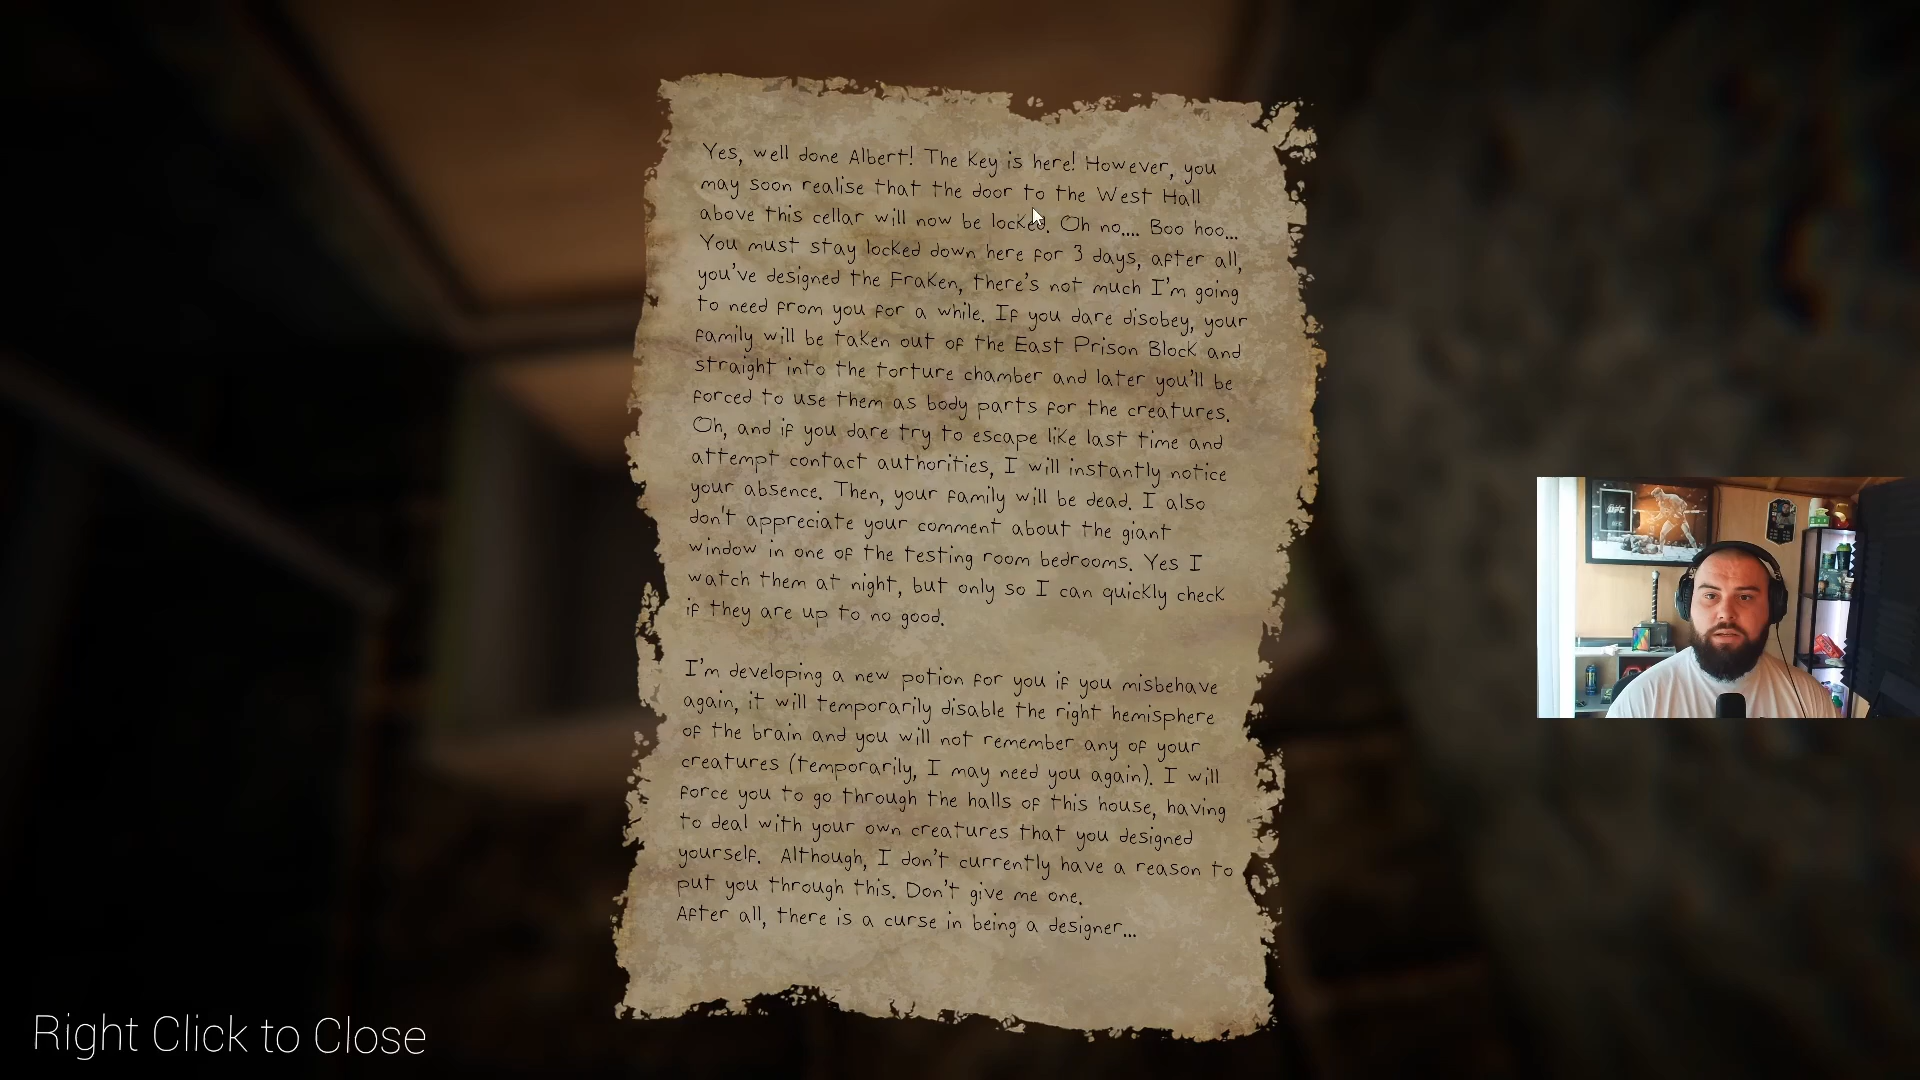 Yes, well done Albert! The Key is here! However, you
may soon realise that the door to the West Hall
above this cellar will now be locked. Oh no.... Boo hoo...
You must stay locked down here for 3 days, after all,
you've designed the Fraken, there's not much I'm going
to need from you for a while. If you dare disobey, your
family will be taken out of the East Prison Block and
straight into the torture chamber and later you'll be
forced to use them as body parts for the creatures.
Oh, and if you dare try to escape like last time and
attempt contact authorities, I will instantly notice
your absence. Then, your family will be dead. I also
don't appreciate your comment about the giant
window in one of the testing room bedrooms. Yes I
watch them at night, but only so I can quickly check
if they are up to no good.
I'm developing a new potion for you if you misbehave
again, it will temporarily disable the right hemisphere
of the brain and you will not remember any of your
creatures (temporarily, I may need you again). I will
force you to go through the halls of this house, having
to deal with your own creatures that you designed
yourself. Although, I don't currently have a reason to
put you through this. Don't give me one.
After all, there is a curse in being a designer...
UFC
Right Click to Close